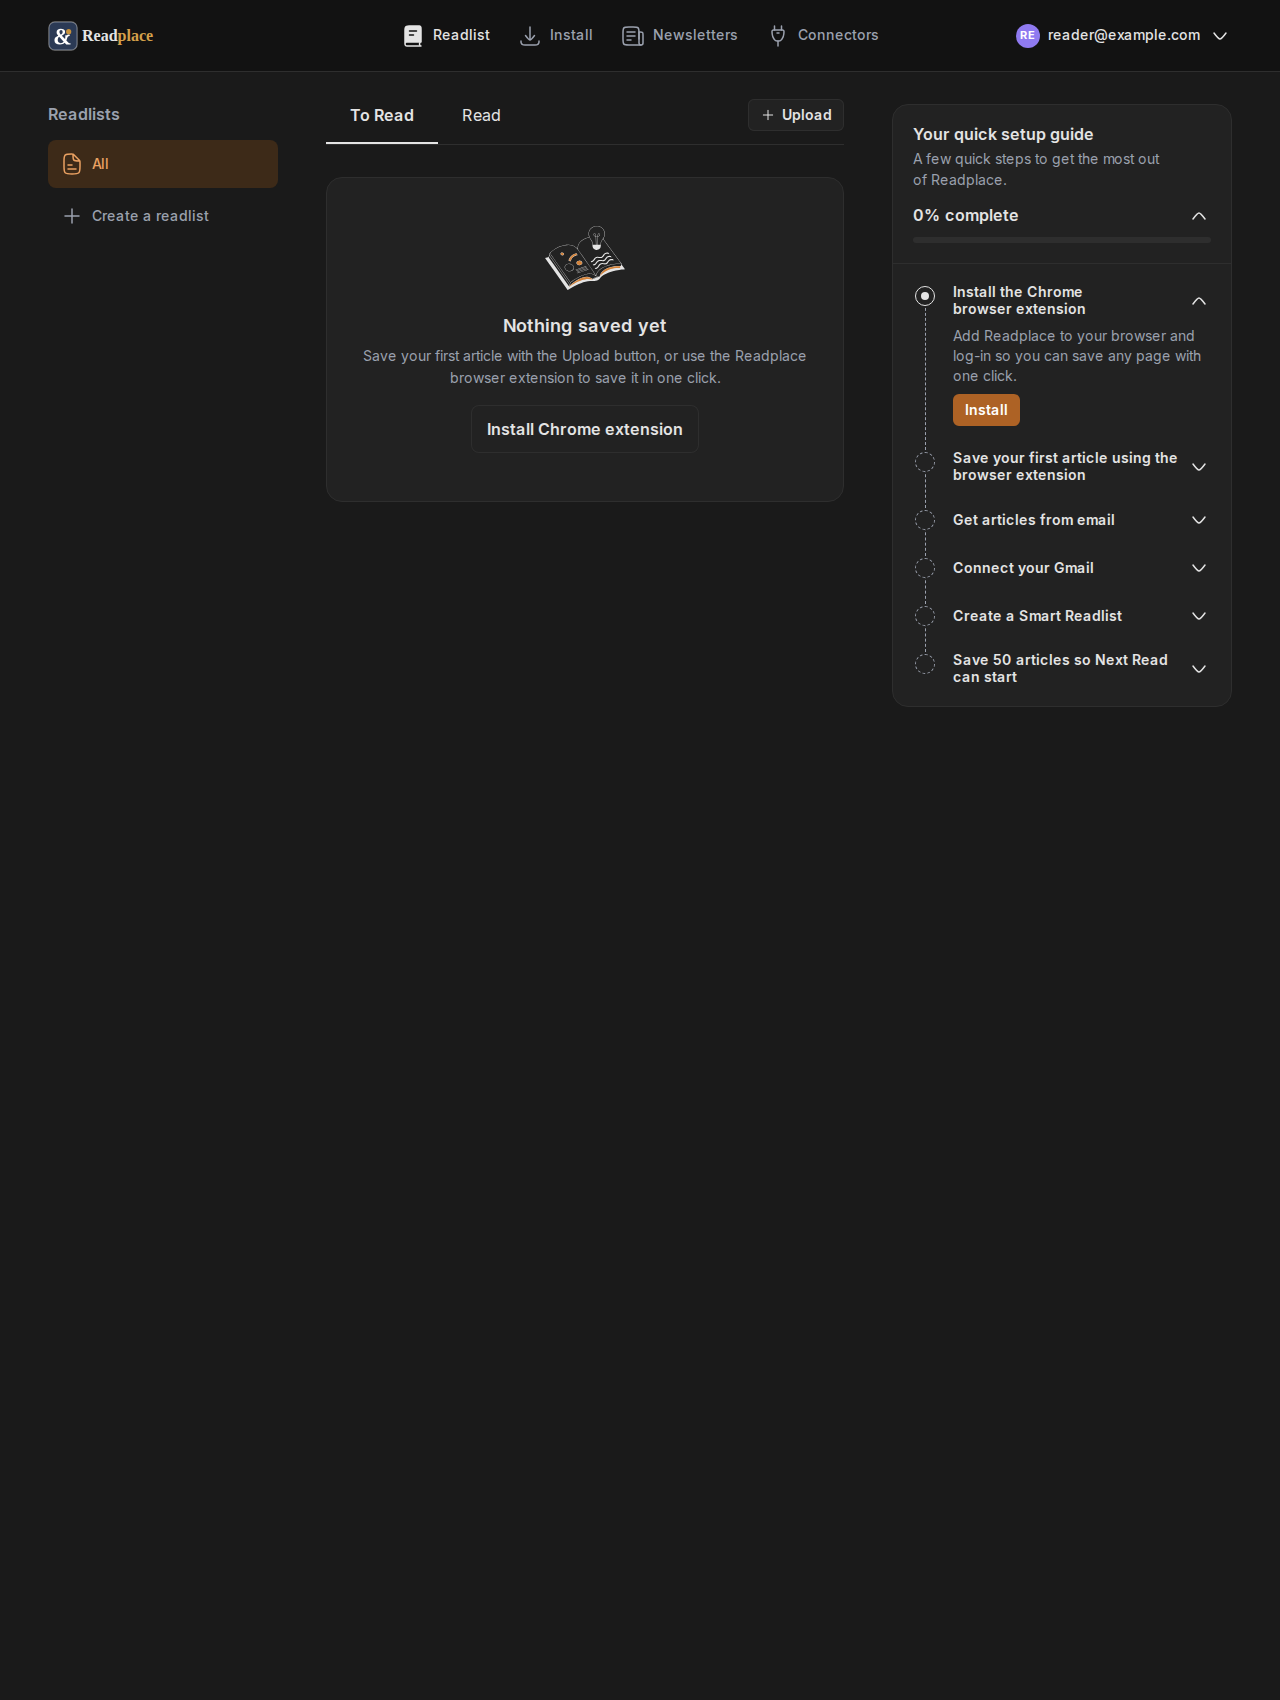 & Readplace
Readlist
Install
Newsletters
Connectors
RE
reader@example.com
Readlists
All
Create a readlist
To Read
Read
Upload
Nothing saved yet
Save your first article with the Upload button, or use the Readplace
browser extension to save it in one click.
Install Chrome extension
Your quick setup guide
A few quick steps to get the most out
of Readplace.
0% complete
Install the Chrome
browser extension
Add Readplace to your browser and
log-in so you can save any page with
one click.
Install
Save your first article using the
browser extension
Get articles from email
Connect your Gmail
Create a Smart Readlist
Save 50 articles so Next Read
can start